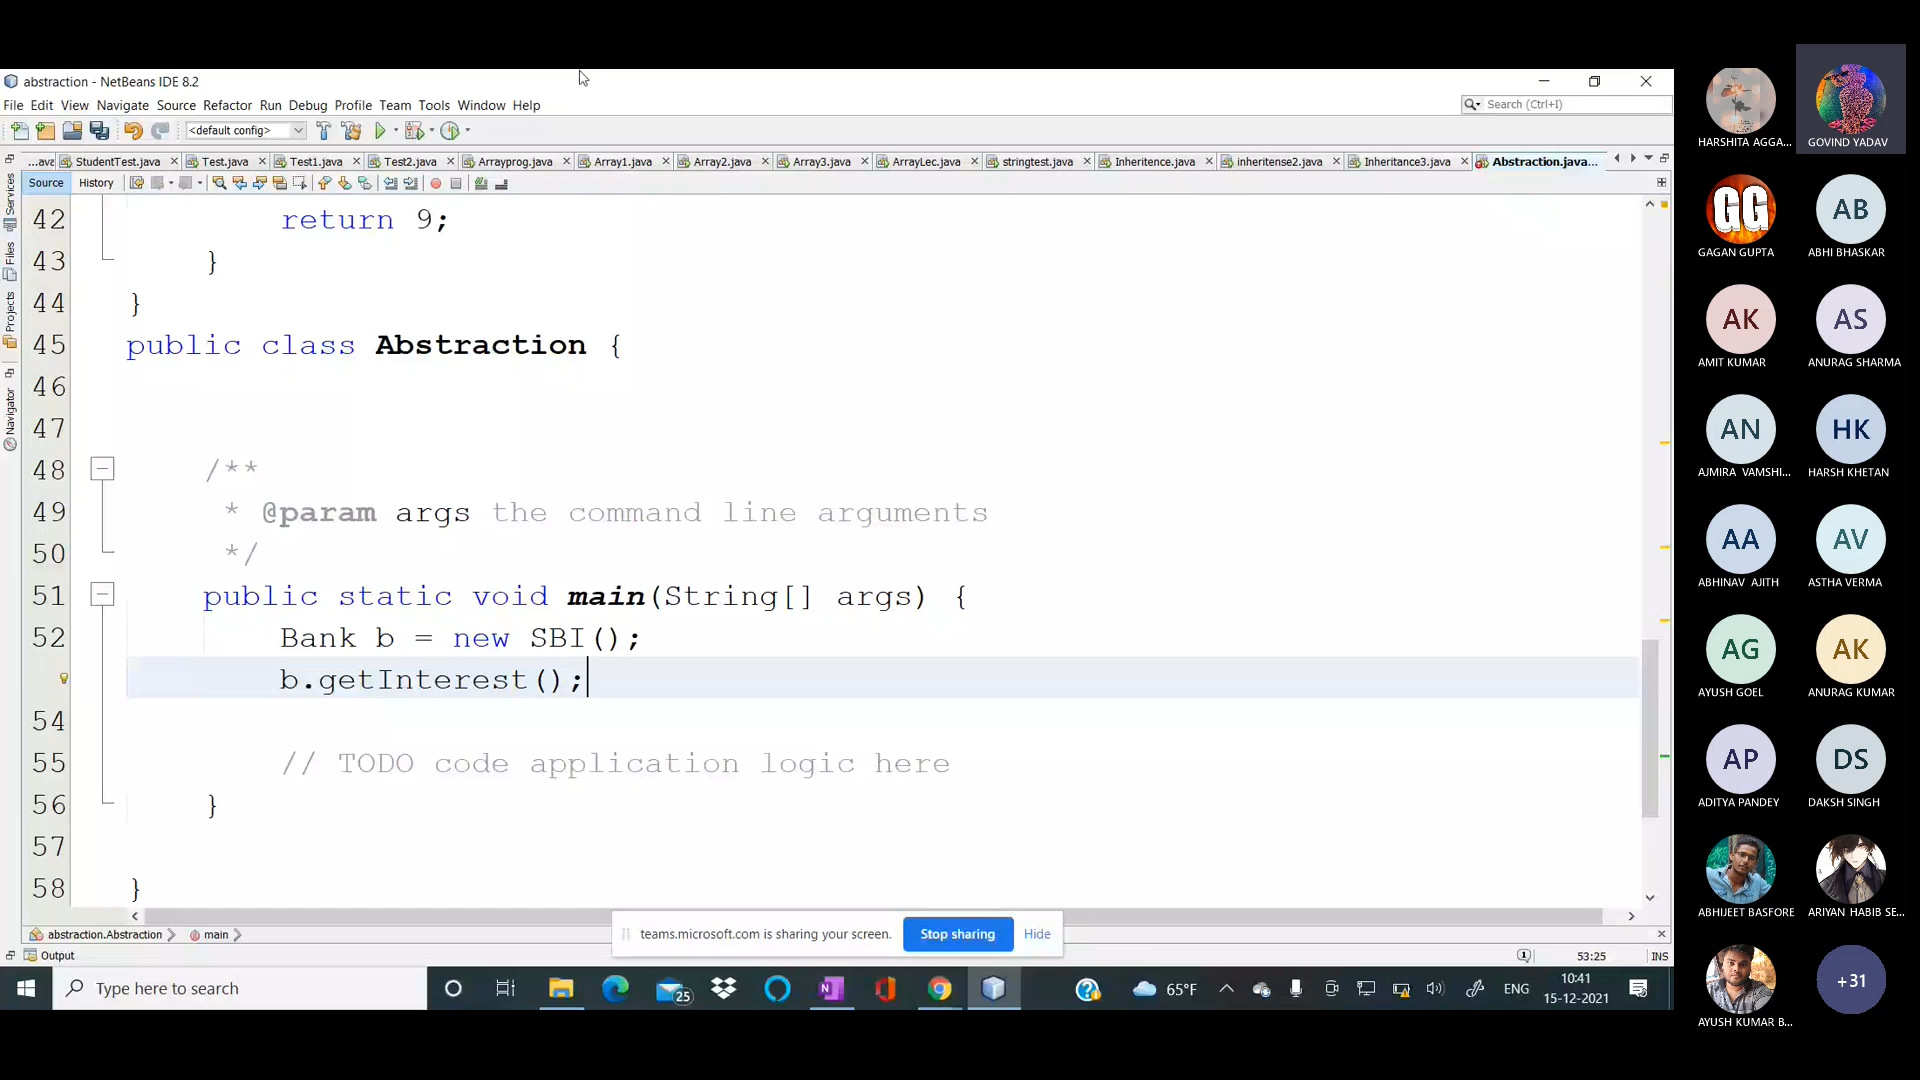 abstraction - NetBeans IDE 8.2
File Edit View Navigate Source Refactor Run Debug Profile Team Tools Window Help
Search (Ctrl+I)
<default config>
...ava StudentTest.java Test.java Test1.java Test2.java Arrayprog.java Array1.java Array2.java Array3.java ArrayLec.java stringtest.java Inheritence.java inheritense2.java Inheritance3.java Abstraction.java...
Source History
Services
Files
Projects
Navigator
42 return 9;
43 }
44 }
45 public class Abstraction {
46
47
48 /**
49 * @param args the command line arguments
50 */
51 public static void main(String[] args) {
52 Bank b = new SBI();
b.getInterest();
54
55 // TODO code application logic here
56 }
57
58 }
teams.microsoft.com is sharing your screen. Stop sharing Hide
abstraction.Abstraction main
Output
1 53:25 INS
Type here to search
25
65°F ENG 10:41
15-12-2021
HARSHITA AGGA...
GOVIND YADAV
GG
GAGAN GUPTA
AB
ABHI BHASKAR
AK
AMIT KUMAR
AS
ANURAG SHARMA
AN
AJMIRA VAMSHI...
HK
HARSH KHETAN
AA
ABHINAV AJITH
AV
ASTHA VERMA
AG
AYUSH GOEL
AK
ANURAG KUMAR
AP
ADITYA PANDEY
DS
DAKSH SINGH
ABHIJEET BASFORE
ARIYAN HABIB SE...
AYUSH KUMAR B...
+31